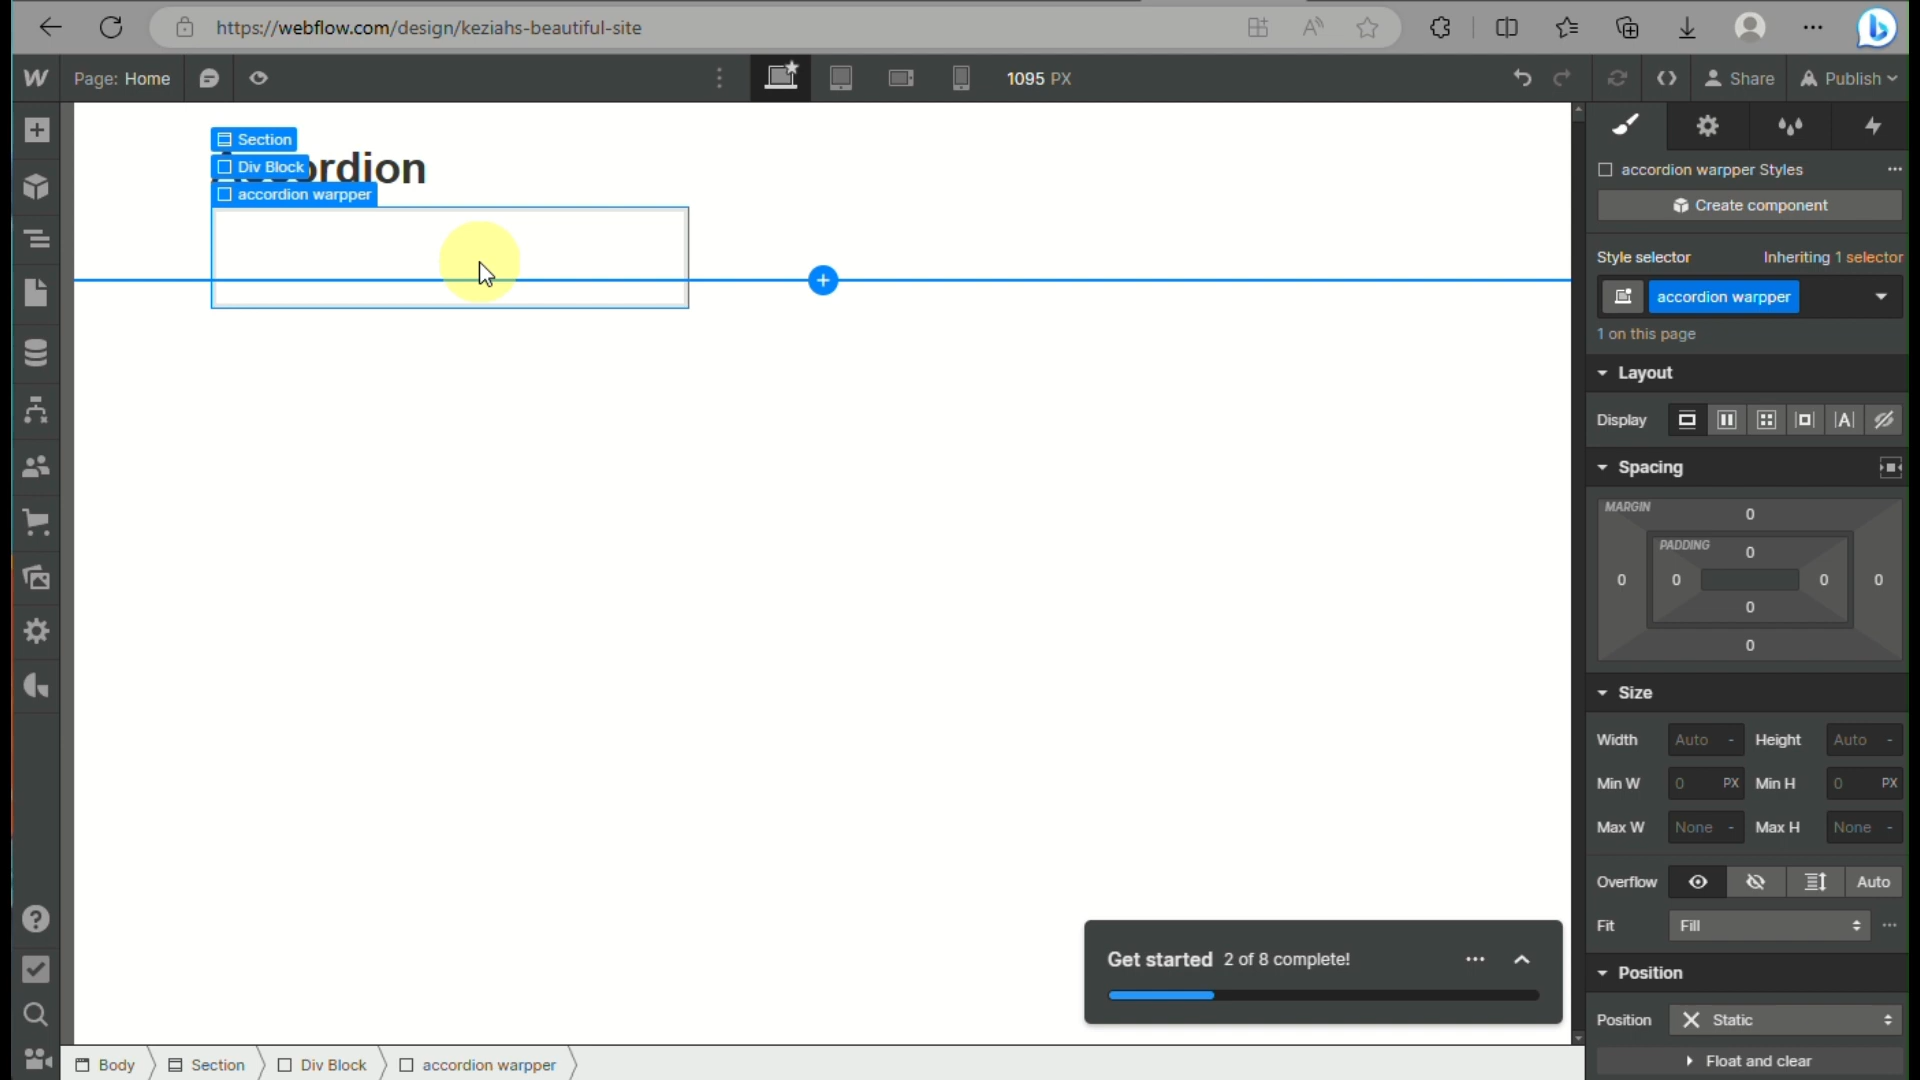 https://webflow.com/design/keziahs-beautiful-site
Page: Home
1095 PX
Share
Publish
Section
Div Block
accordion warpper
rdion
accordion warpper Styles
Create component
Style selector
Inheriting 1 selector
accordion warpper
1 on this page
Layout
Display
Spacing
MARGIN
0
PADDING
0
0 0 0 0
0
0
Size
Width Auto - Height Auto -
Min W 0 PX Min H 0 PX
Max W None - Max H None -
Overflow Auto
Fit Fill
Position
Position Static
Float and clear
Get started 2 of 8 complete!
Body Section Div Block accordion warpper